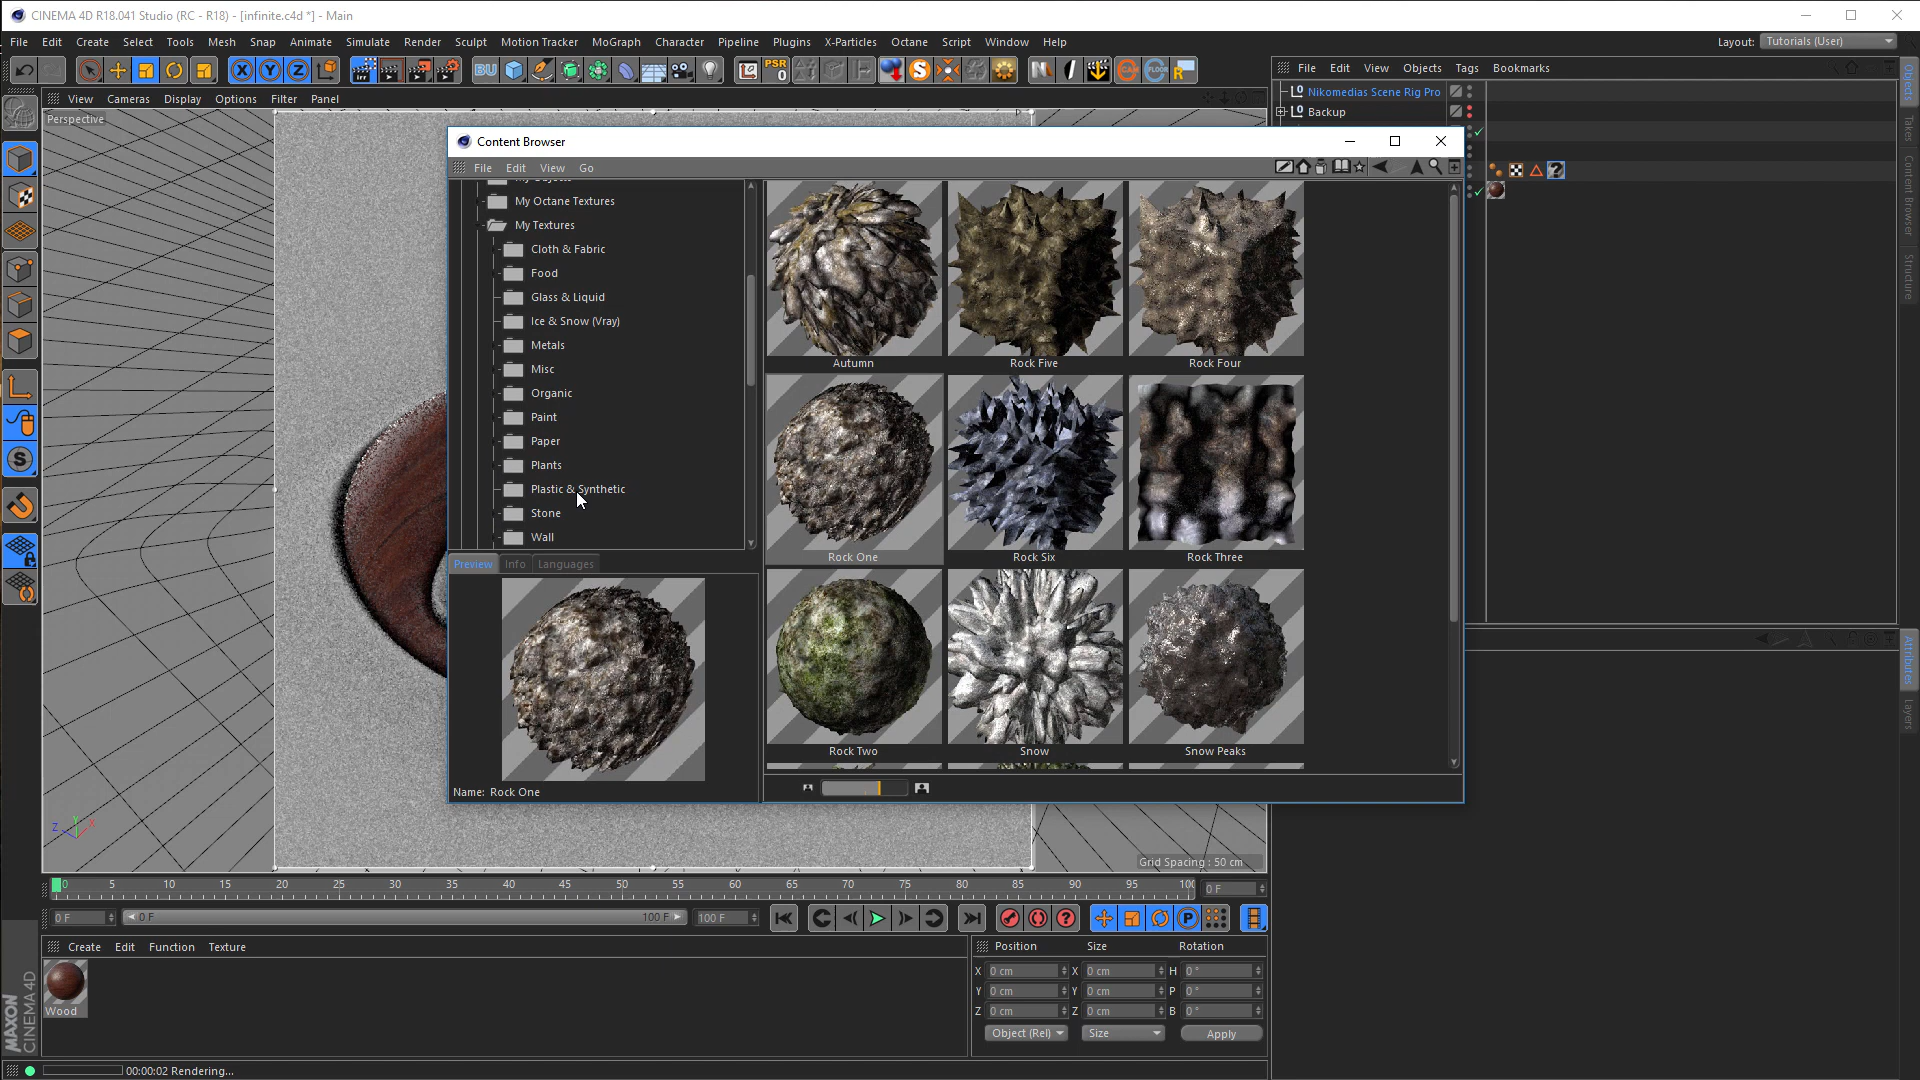 CINEMA 4D R18.041 Studio (RC - R18) - [infinite.c4d *] - Main
File Edit Create Select Tools Mesh Snap Animate Simulate Render Sculpt Motion Tracker MoGraph Character Pipeline Plugins X-Particles Octane Script Window Help
Layout: Tutorials (User)
File Edit View Objects Tags Bookmarks
View Cameras Display Options Filter Panel
Perspective
Nikomedias Scene Rig Pro
Backup
Objects
Takes
Content Browser
Structure
Content Browser
File Edit View Go
My Octane Textures
My Textures
Cloth & Fabric
Food
Glass & Liquid
Ice & Snow (Vray)
Metals
Misc
Organic
Paint
Paper
Plants
Plastic & Synthetic
Stone
Wall
Autumn
Rock Five
Rock Four
Rock One
Rock Six
Rock Three
Rock Two
Snow
Snow Peaks
Preview Info Languages
Name: Rock One
Attributes
Layers
Grid Spacing : 50 cm
0 5 10 15 20 25 30 35 40 45 50 55 60 65 70 75 80 85 90 95 100
0 F
0 F 0 F 100 F 100 F
Create Edit Function Texture
Wood
Position Size Rotation
X 0 cm X 0 cm H 0 °
Y 0 cm Y 0 cm P 0 °
Z 0 cm Z 0 cm B 0 °
Object (Rel) Size Apply
MAXON
CINEMA 4D
00:00:02 Rendering...